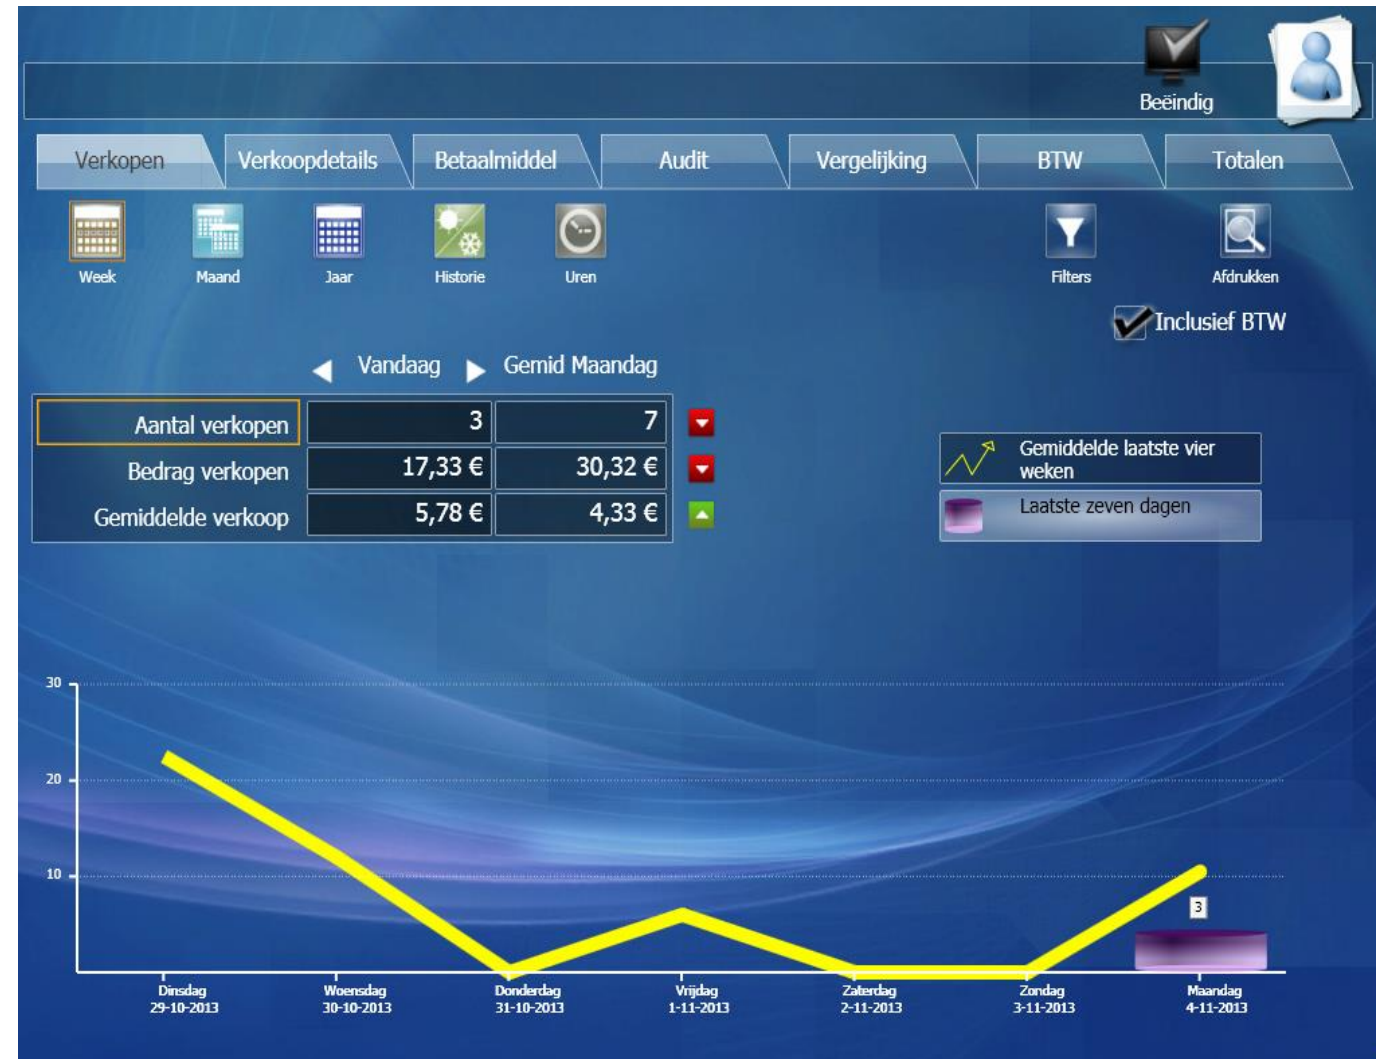 Beëindig
Verkopen Verkoopdetails Betaalmiddel Audit Vergelijking BTW Totalen
Week Maand Jaar Historie Uren Filters Afdrukken
Inclusief BTW
Vandaag Gemid Maandag
Aantal verkopen 3 7
Bedrag verkopen 17,33 € 30,32 €
Gemiddelde verkoop 5,78 € 4,33 €
Gemiddelde laatste vier
weken
Laatste zeven dagen
30
20
10
3
Dinsdag Woensdag Donderdag Vrijdag Zaterdag Zondag Maandag
29-10-2013 30-10-2013 31-10-2013 1-11-2013 2-11-2013 3-11-2013 4-11-2013